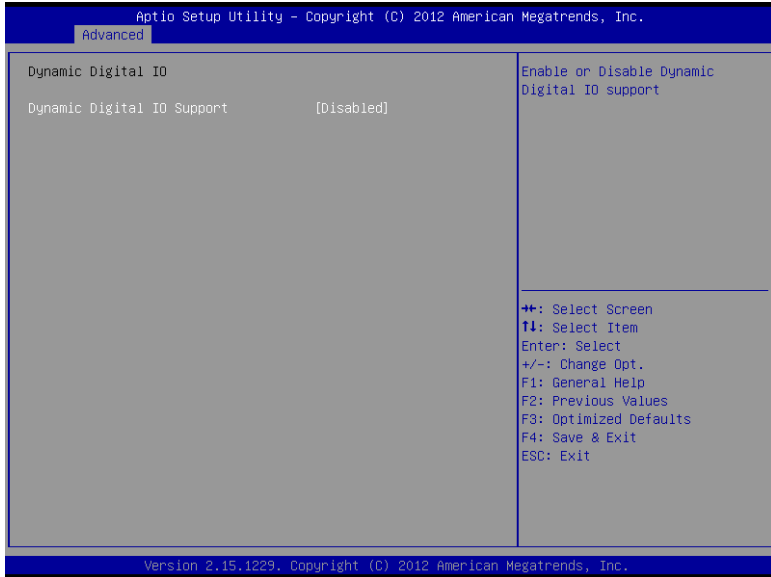 Aptio Setup Utility – Copyright (C) 2012 American Megatrends, Inc.
Advanced
Dynamic Digital IO
Dynamic Digital IO Support [Disabled]
Enable or Disable Dynamic
Digital IO support
→←: Select Screen
↑↓: Select Item
Enter: Select
+/-: Change Opt.
F1: General Help
F2: Previous Values
F3: Optimized Defaults
F4: Save & Exit
ESC: Exit
Version 2.15.1229. Copyright (C) 2012 American Megatrends, Inc.